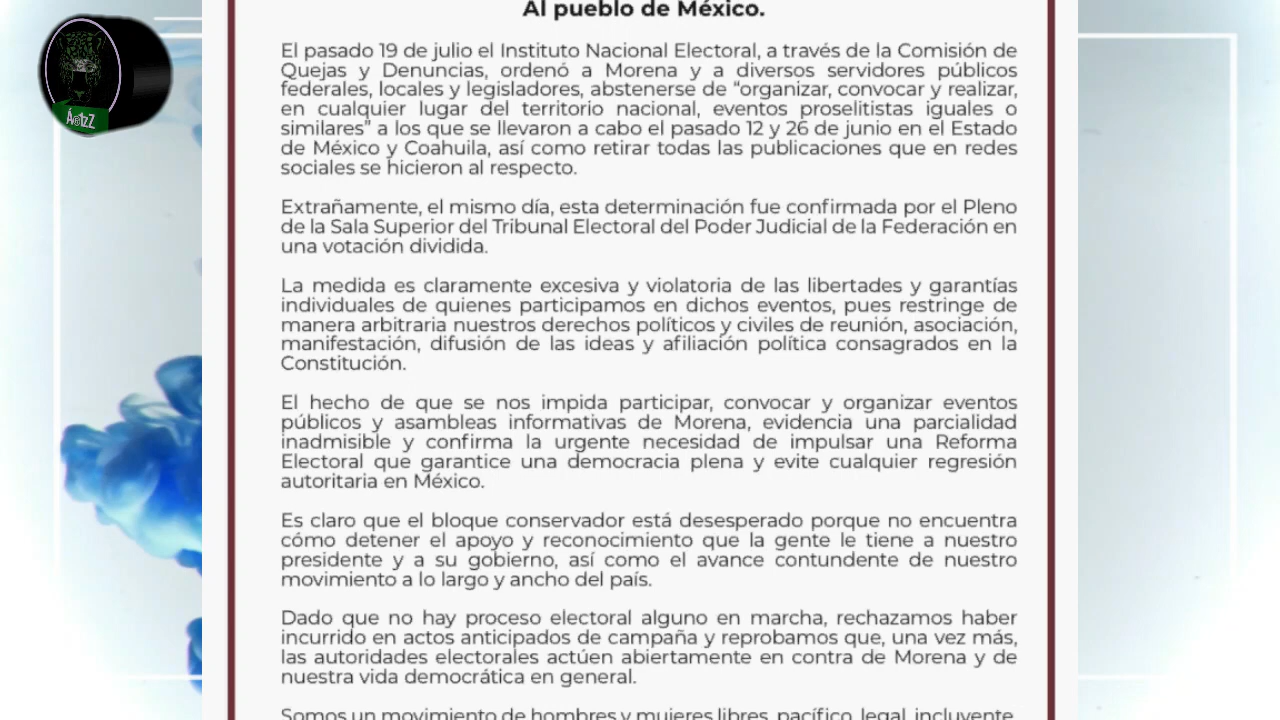 Al pueblo de México.
El pasado 19 de julio el Instituto Nacional Electoral, a través de la Comisión de
Quejas y Denuncias, ordenó a Morena y a diversos servidores públicos
federales, locales y legisladores, abstenerse de “organizar, convocar y realizar,
en cualquier lugar del territorio nacional, eventos proselitistas iguales o
similares” a los que se llevaron a cabo el pasado 12 y 26 de junio en el Estado
de México y Coahuila, así como retirar todas las publicaciones que en redes
sociales se hicieron al respecto.
Extrañamente, el mismo día, esta determinación fue confirmada por el Pleno
de la Sala Superior del Tribunal Electoral del Poder Judicial de la Federación en
una votación dividida.
La medida es claramente excesiva y violatoria de las libertades y garantías
individuales de quienes participamos en dichos eventos, pues restringe de
manera arbitraria nuestros derechos políticos y civiles de reunión, asociación,
manifestación, difusión de las ideas y afiliación política consagrados en la
Constitución.
El hecho de que se nos impida participar, convocar y organizar eventos
públicos y asambleas informativas de Morena, evidencia una parcialidad
inadmisible y confirma la urgente necesidad de impulsar una Reforma
Electoral que garantice una democracia plena y evite cualquier regresión
autoritaria en México.
Es claro que el bloque conservador está desesperado porque no encuentra
cómo detener el apoyo y reconocimiento que la gente le tiene a nuestro
presidente y a su gobierno, así como el avance contundente de nuestro
movimiento a lo largo y ancho del país.
Dado que no hay proceso electoral alguno en marcha, rechazamos haber
incurrido en actos anticipados de campaña y reprobamos que, una vez más,
las autoridades electorales actúen abiertamente en contra de Morena y de
nuestra vida democrática en general.
Somos un movimiento de hombres y mujeres libres, pacífico, legal, incluyente,